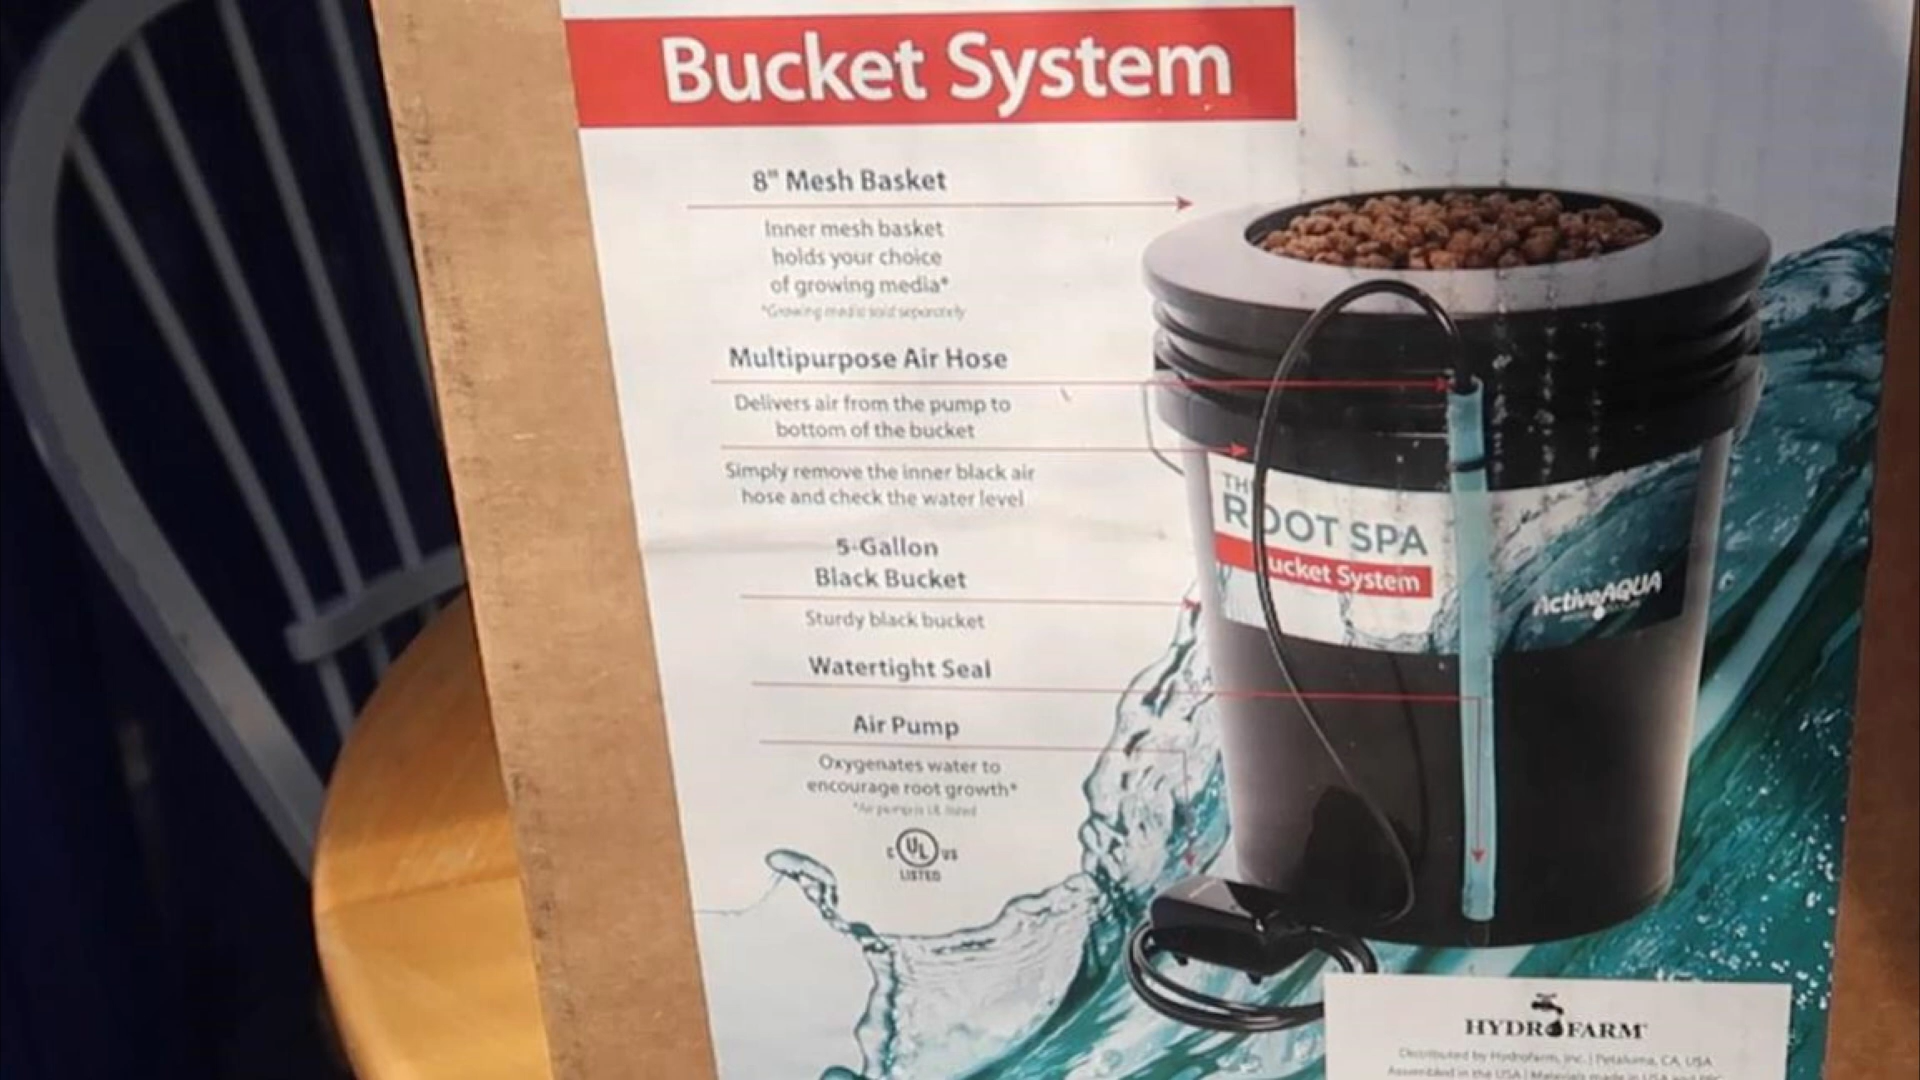 Bucket System
8" Mesh Basket
Inner mesh basket
holds your choice
of growing media*
*Growing media sold separately
Multipurpose Air Hose
Delivers air from the pump to
bottom of the bucket
Simply remove the inner black air
hose and check the water level
5-Gallon
Black Bucket
Sturdy black bucket
Watertight Seal
Air Pump
Oxygenates water to
encourage root growth*
*Air pump is UL listed
C UL US
LISTED
TH
ROOT SPA
ucket System
ActiveAQUA
HYDROFARM
Distributed by Hydrofarm, Inc. | Petaluma, CA, USA
Assembled in the USA | Materials made in USA and PRC